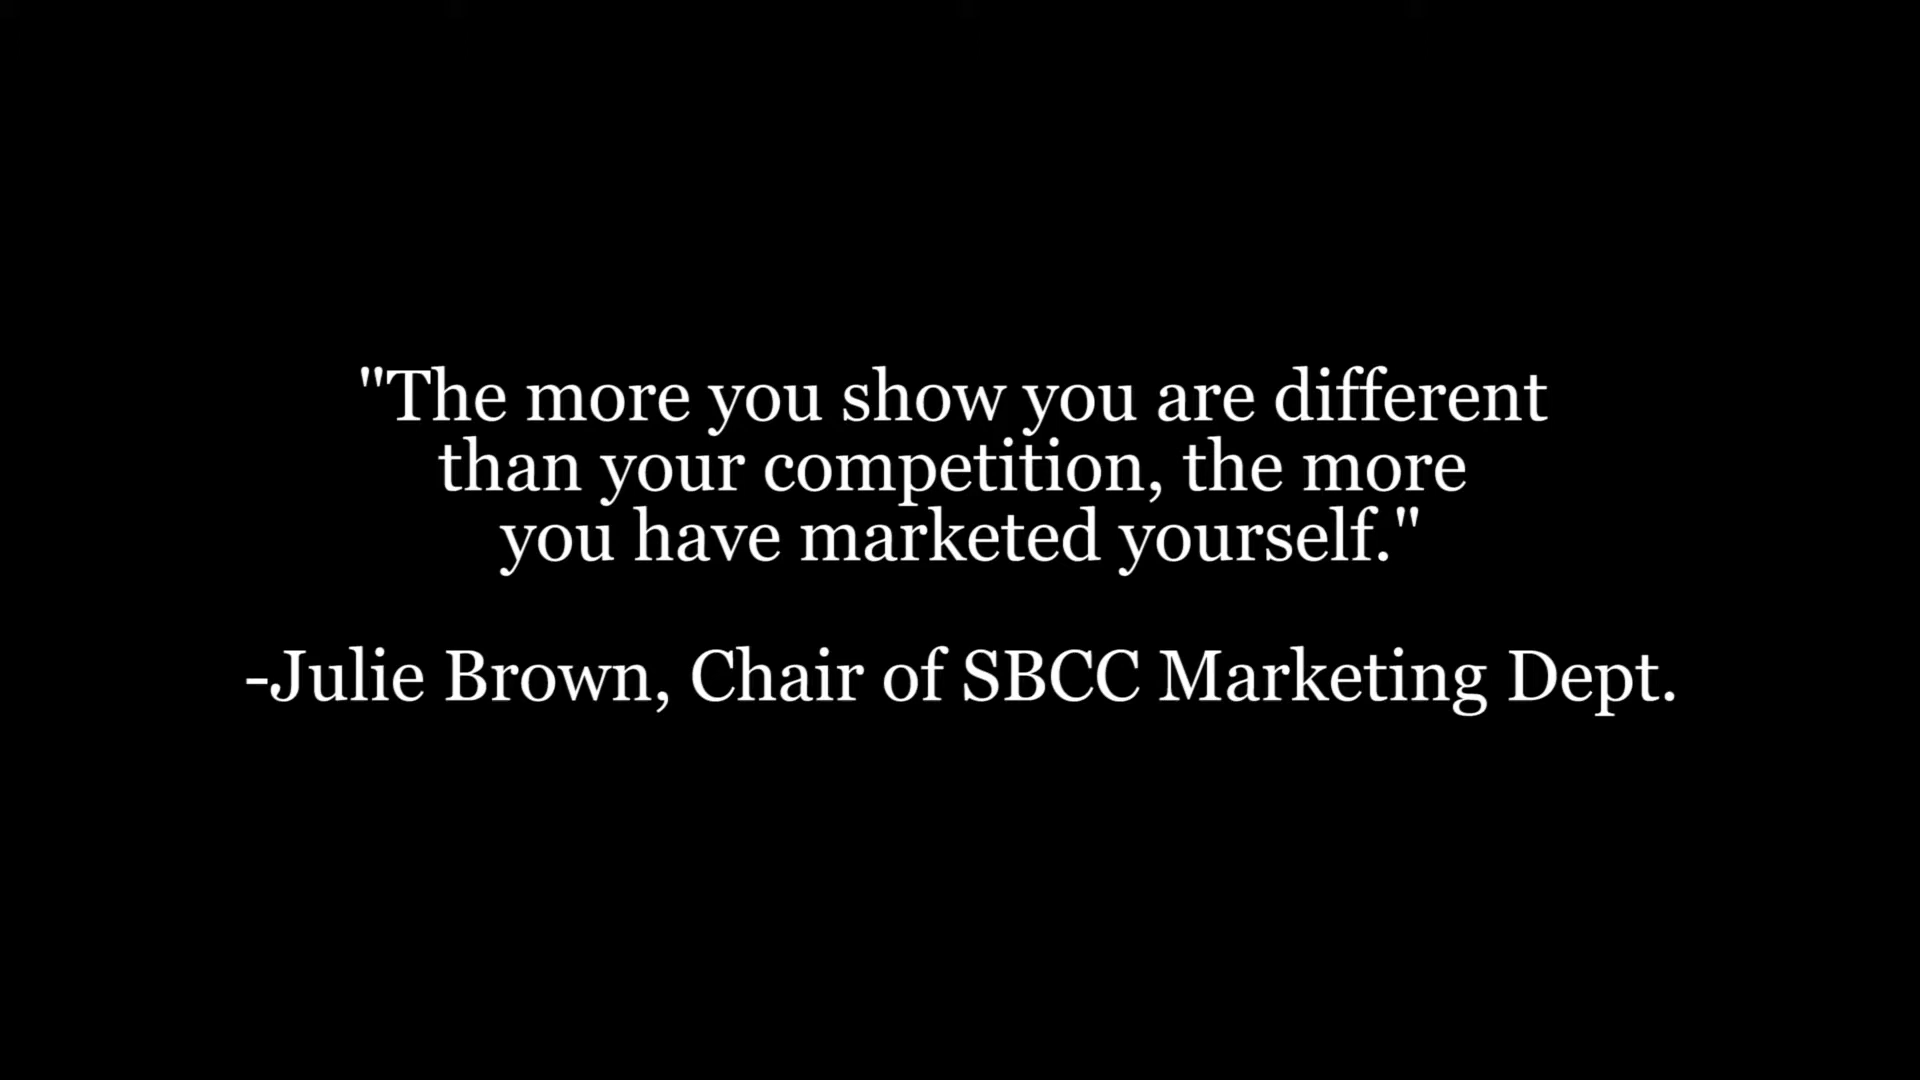 "The more you show you are different
than your competition, the more
you have marketed yourself."
-Julie Brown, Chair of SBCC Marketing Dept.